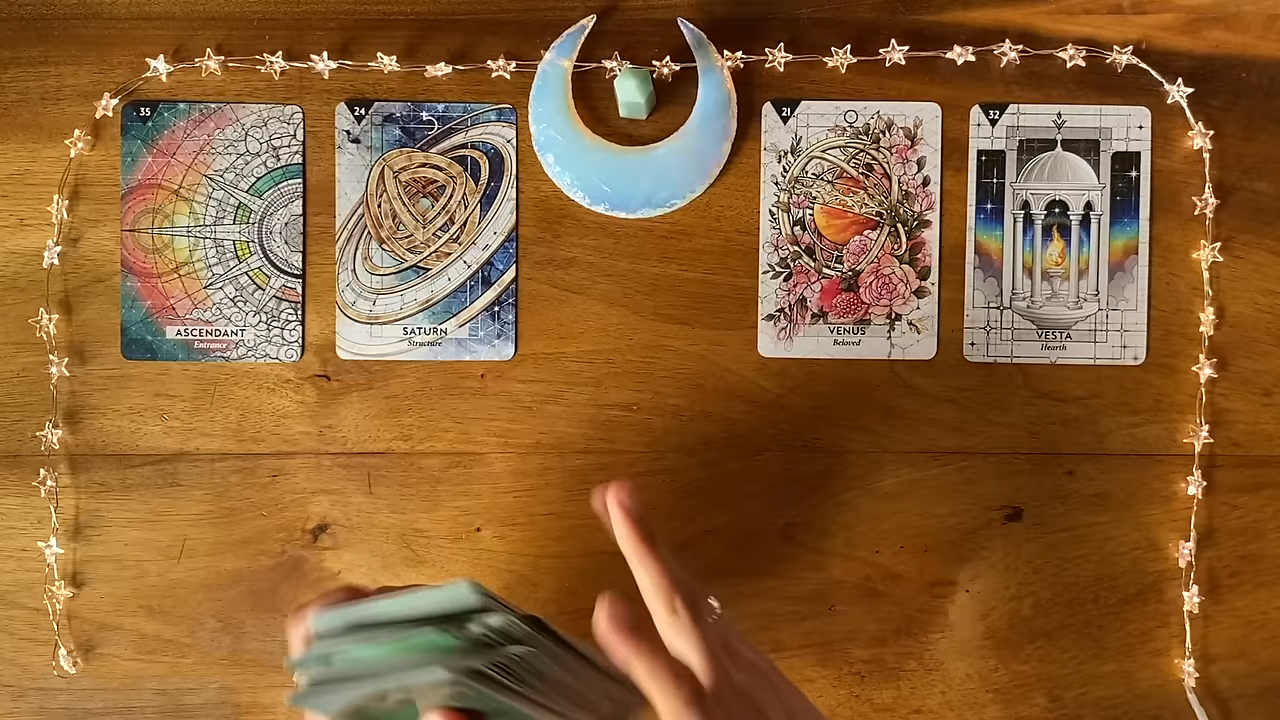 35
ASCENDANT
Entrance
24
SATURN
Structure
21
VENUS
Beloved
32
VESTA
Hearth